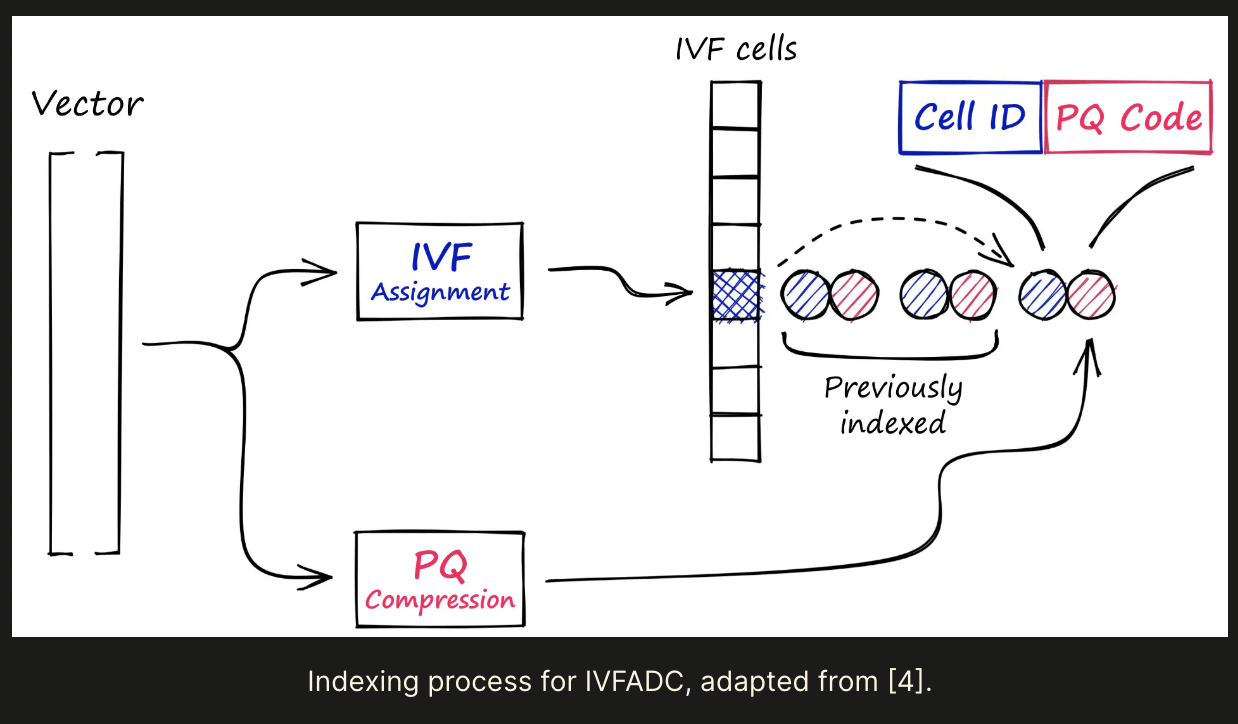 IVF cells
Vector
Cell ID
PQ Code
IVF
Assignment
Previously
indexed
PQ
Compression
Indexing process for IVFADC, adapted from [4].